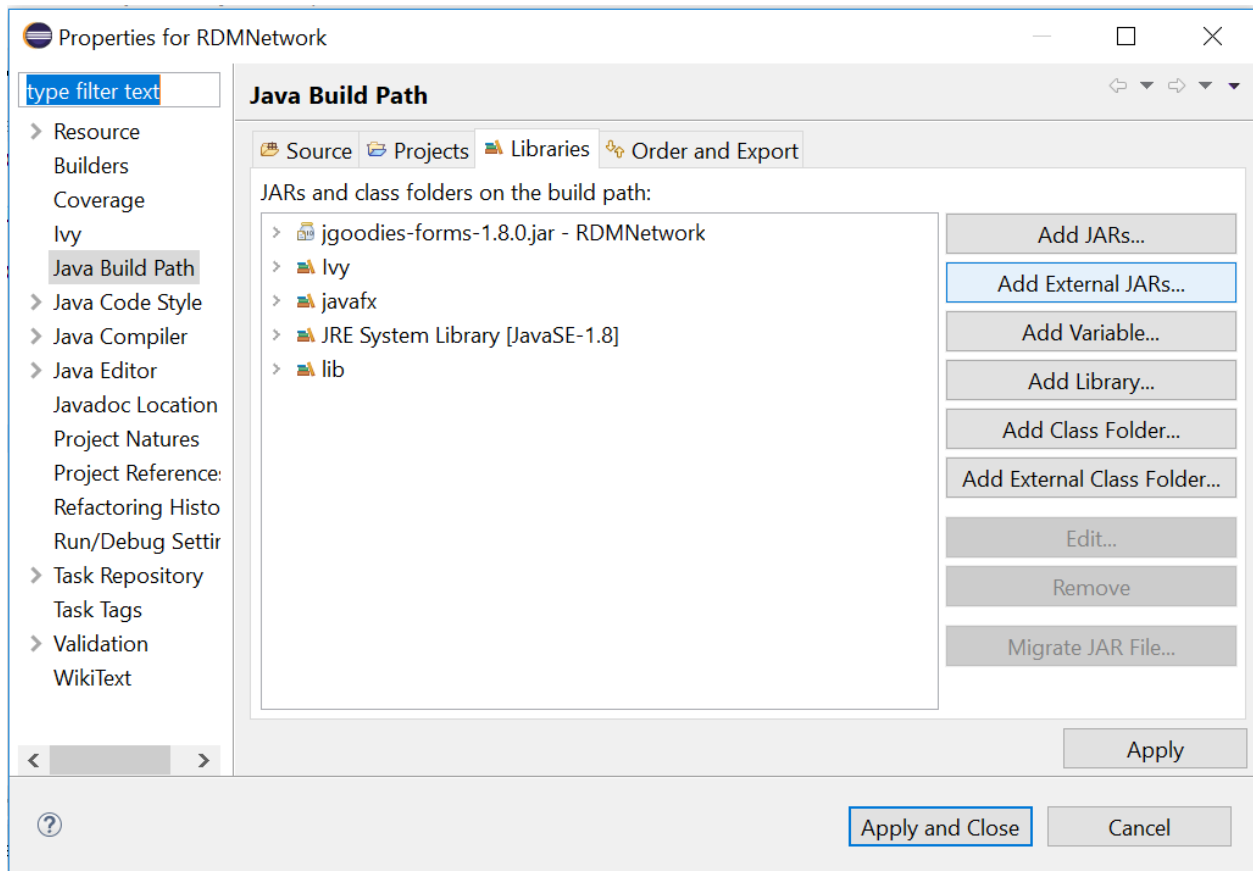 Properties for RDMNetwork
type filter text
Resource
Builders
Coverage
Ivy
Java Build Path
Java Code Style
Java Compiler
Java Editor
Javadoc Location
Project Natures
Project Reference
Refactoring Histo
Run/Debug Settin
Task Repository
Task Tags
Validation
WikiText
Java Build Path
Source Projects Libraries Order and Export
JARs and class folders on the build path:
jgoodies-forms-1.8.0.jar - RDMNetwork
Ivy
javafx
JRE System Library [JavaSE-1.8]
lib
Add JARs...
Add External JARs...
Add Variable...
Add Library...
Add Class Folder...
Add External Class Folder...
Edit...
Remove
Migrate JAR File...
Apply
Apply and Close Cancel